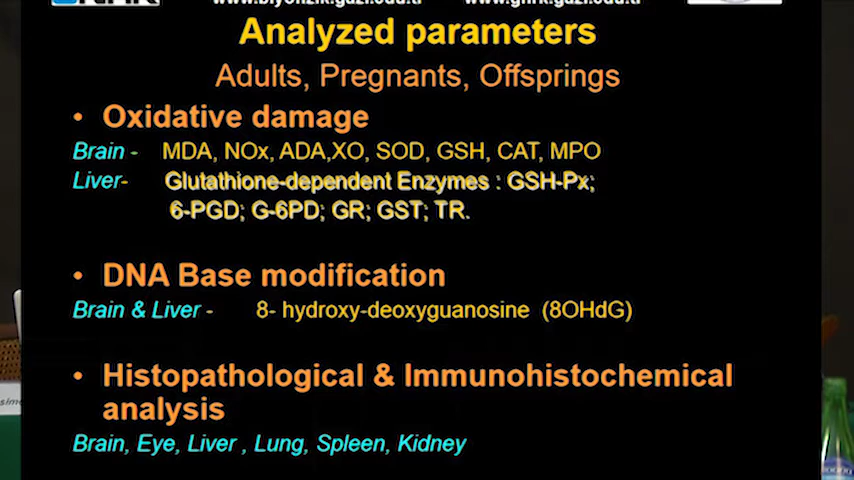 Analyzed parameters
Adults, Pregnants, Offsprings
• Oxidative damage
Brain - MDA, NOx, ADA,XO, SOD, GSH, CAT, MPO
Liver- Glutathione-dependent Enzymes : GSH-Px;
6-PGD; G-6PD; GR; GST; TR.
• DNA Base modification
Brain & Liver - 8- hydroxy-deoxyguanosine (8OHdG)
• Histopathological & Immunohistochemical
analysis
Brain, Eye, Liver , Lung, Spleen, Kidney